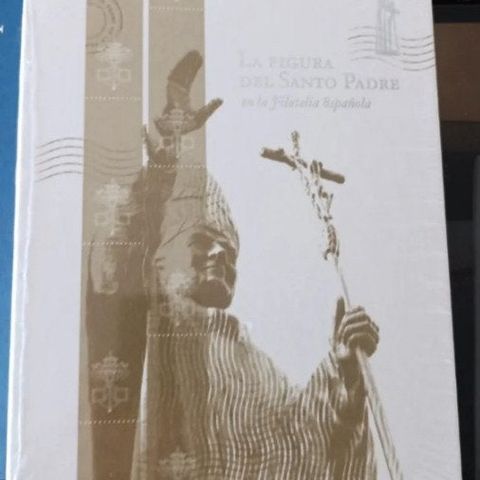 LA FIGURA
DEL SANTO PADRE
en la Filatelia Española